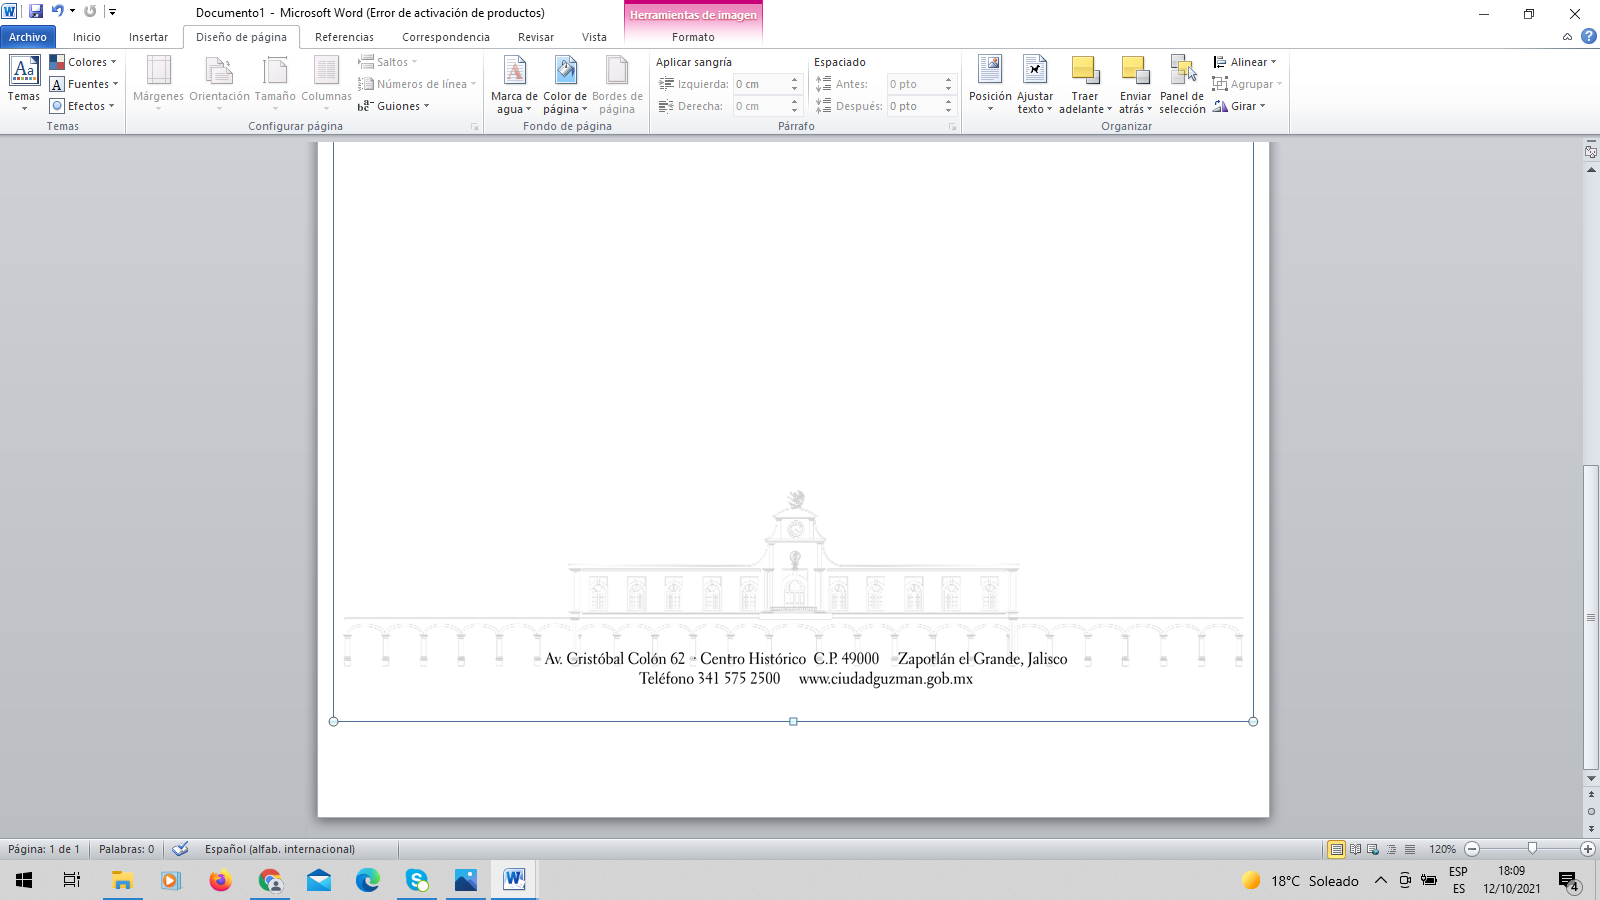 Documento1 - Microsoft Word (Error de activación de productos)
Herramientas de imagen
Archivo
Inicio
Insertar
Diseño de página
Referencias
Correspondencia
Revisar
Vista
Formato
Aa
Temas
Colores
Fuentes
Efectos
Temas
Márgenes
Orientación
Tamaño
Columnas
Saltos
Números de línea
Guiones
Configurar página
Marca de agua
Color de página
Bordes de página
Fondo de página
Aplicar sangría
Izquierda: 0 cm
Derecha: 0 cm
Espaciado
Antes: 0 pto
Después: 0 pto
Párrafo
Posición
Ajustar texto
Traer adelante
Enviar atrás
Panel de selección
Alinear
Agrupar
Girar
Organizar
Av. Cristóbal Colón 62 · Centro Histórico C.P. 49000 Zapotlán el Grande, Jalisco
Teléfono 341 575 2500 www.ciudadguzman.gob.mx
Página: 1 de 1
Palabras: 0
Español (alfab. internacional)
120%
18°C Soleado
ESP
ES
18:09
12/10/2021
4